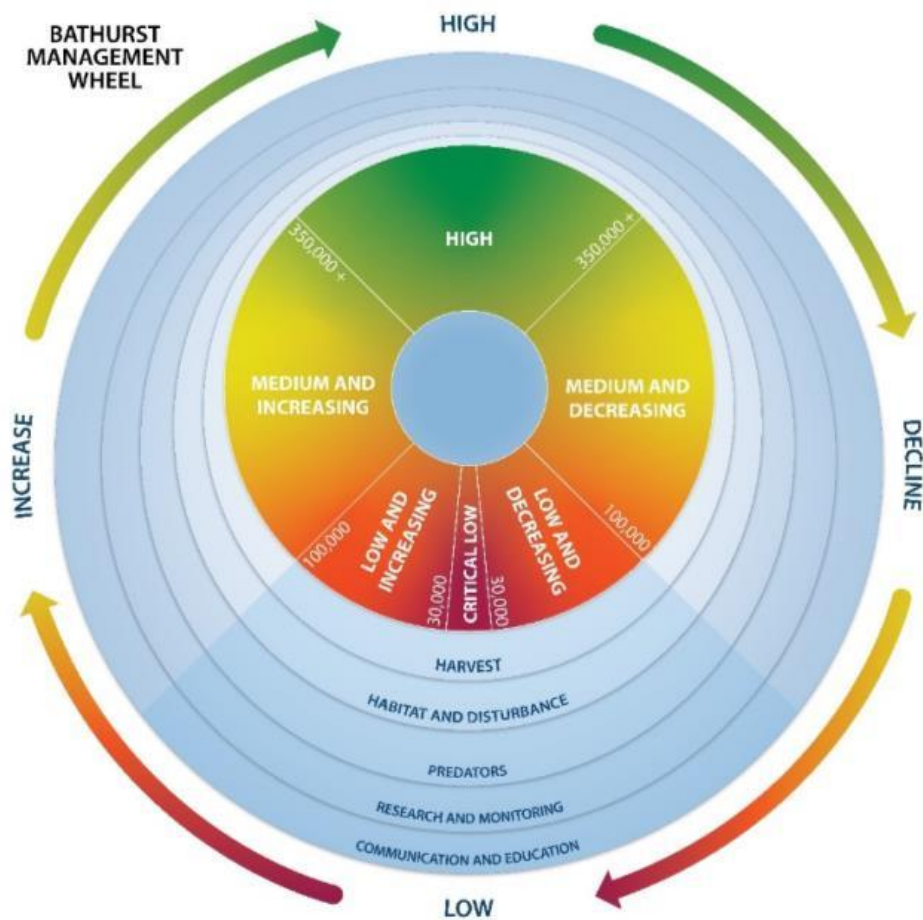 BATHURST
MANAGEMENT
WHEEL
HIGH
HIGH
350,000 +
350,000 +
MEDIUM AND
INCREASING
MEDIUM AND
DECREASING
INCREASE
DECLINE
100,000
LOW AND
INCREASING
30,000
CRITICAL LOW
30,000
LOW AND
DECREASING
100,000
HARVEST
HABITAT AND DISTURBANCE
PREDATORS
RESEARCH AND MONITORING
COMMUNICATION AND EDUCATION
LOW